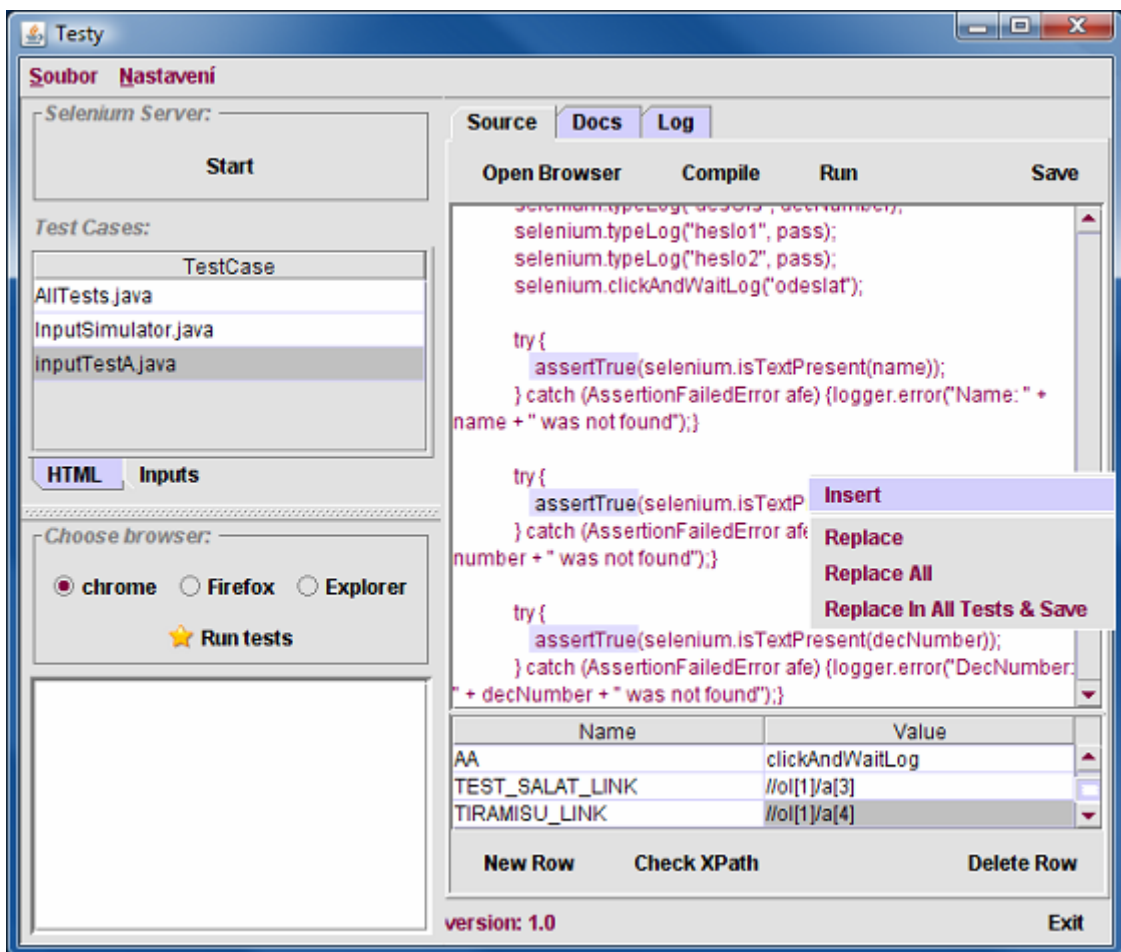 Testy
Soubor Nastavení
Selenium Server:
Start
Test Cases:
TestCase
AllTests.java
InputSimulator.java
inputTestA.java
HTML Inputs
Choose browser:
chrome Firefox Explorer
Run tests
Source Docs Log
Open Browser Compile Run Save
selenium.typeLog("heslo1", pass);
selenium.typeLog("heslo2", pass);
selenium.clickAndWaitLog("odeslat");
try {
assertTrue(selenium.isTextPresent(name));
} catch (AssertionFailedError afe) {logger.error("Name: " +
name + " was not found");}
try {
assertTrue(selenium.isTextP
} catch (AssertionFailedError afe
number + " was not found");}
try {
assertTrue(selenium.isTextPresent(decNumber));
} catch (AssertionFailedError afe) {logger.error("DecNumber:
" + decNumber + " was not found");}
Insert
Replace
Replace All
Replace In All Tests & Save
Name Value
AA clickAndWaitLog
TEST_SALAT_LINK //ol[1]/a[3]
TIRAMISU_LINK //ol[1]/a[4]
New Row Check XPath Delete Row
version: 1.0 Exit